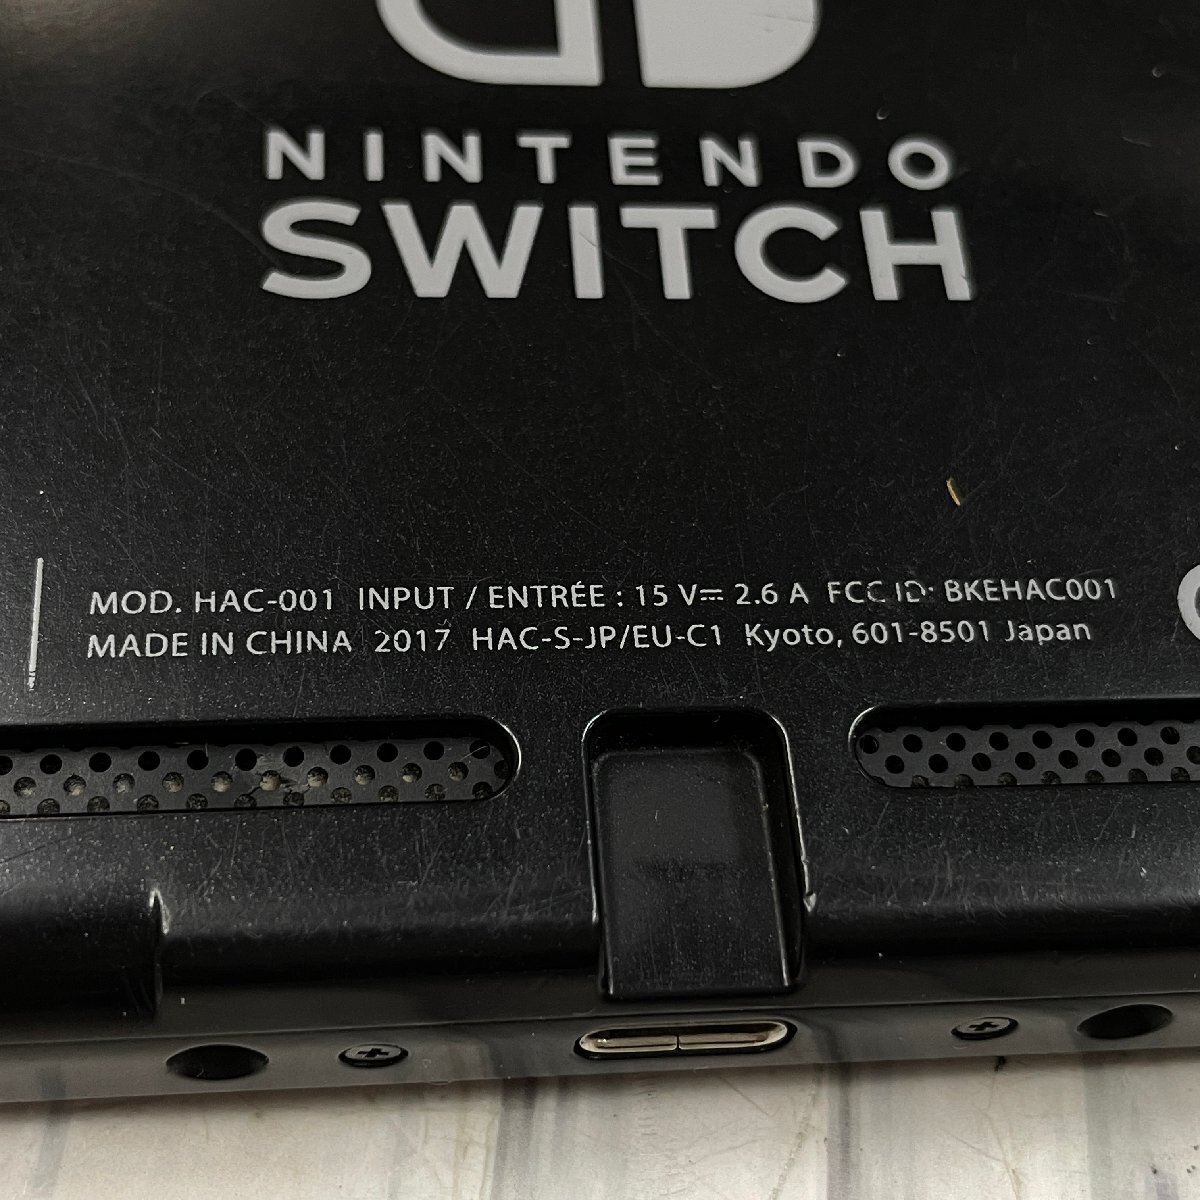 NINTENDO
SWITCH
MOD. HAC-001 INPUT / ENTRÉE : 15 V⎓ 2.6 A FCC ID: BKEHAC001
MADE IN CHINA 2017 HAC-S-JP/EU-C1 Kyoto, 601-8501 Japan